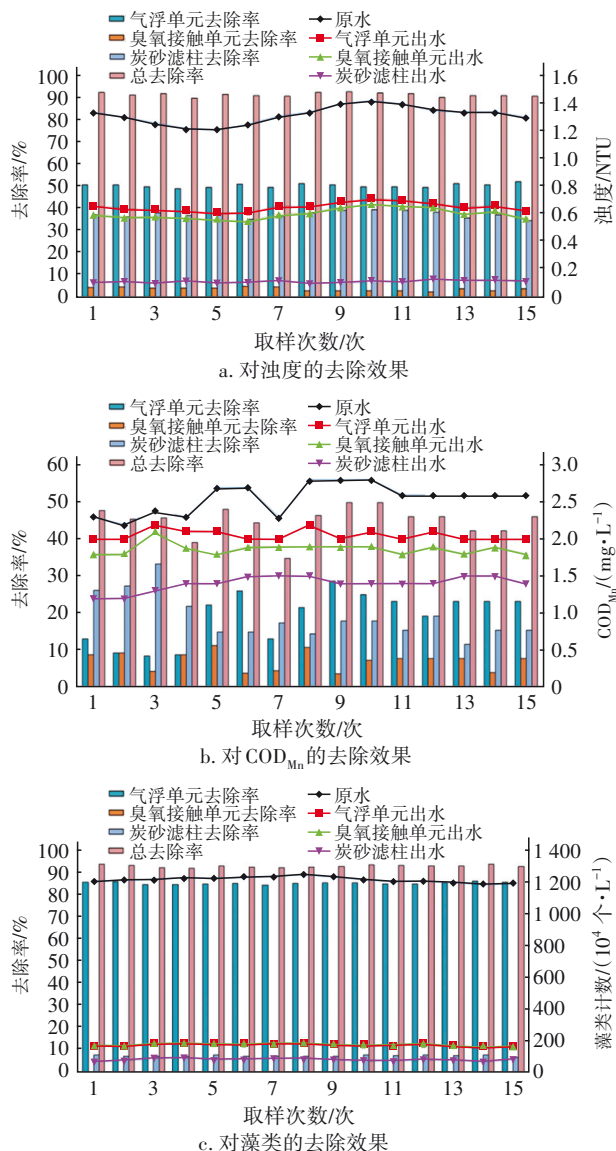 气浮单元去除率 原水
臭氧接触单元去除率 气浮单元出水
炭砂滤柱去除率 臭氧接触单元出水
总去除率 炭砂滤柱出水
100 1.6
90 1.4
80 1.2
70 1.0
60 0.8
50 0.6
40 0.4
30 0.2
20 0
10
0
去除率/%
浊度/NTU
1 3 5 7 9 11 13 15
取样次数/次
a. 对浊度的去除效果
气浮单元去除率 原水
臭氧接触单元去除率 气浮单元出水
炭砂滤柱去除率 臭氧接触单元出水
总去除率 炭砂滤柱出水
60 3.0
50 2.5
40 2.0
30 1.5
20 1.0
10 0.5
0 0
去除率/%
COD_Mn/(mg·L⁻¹)
1 3 5 7 9 11 13 15
取样次数/次
b. 对COD_Mn的去除效果
气浮单元去除率 原水
臭氧接触单元去除率 气浮单元出水
炭砂滤柱去除率 臭氧接触单元出水
总去除率 炭砂滤柱出水
100 1 400
90 1 200
80 1 000
70 800
60 600
50 400
40 200
30 0
20
10
0
去除率/%
藻类计数/(10⁴ 个·L⁻¹)
1 3 5 7 9 11 13 15
取样次数/次
c. 对藻类的去除效果